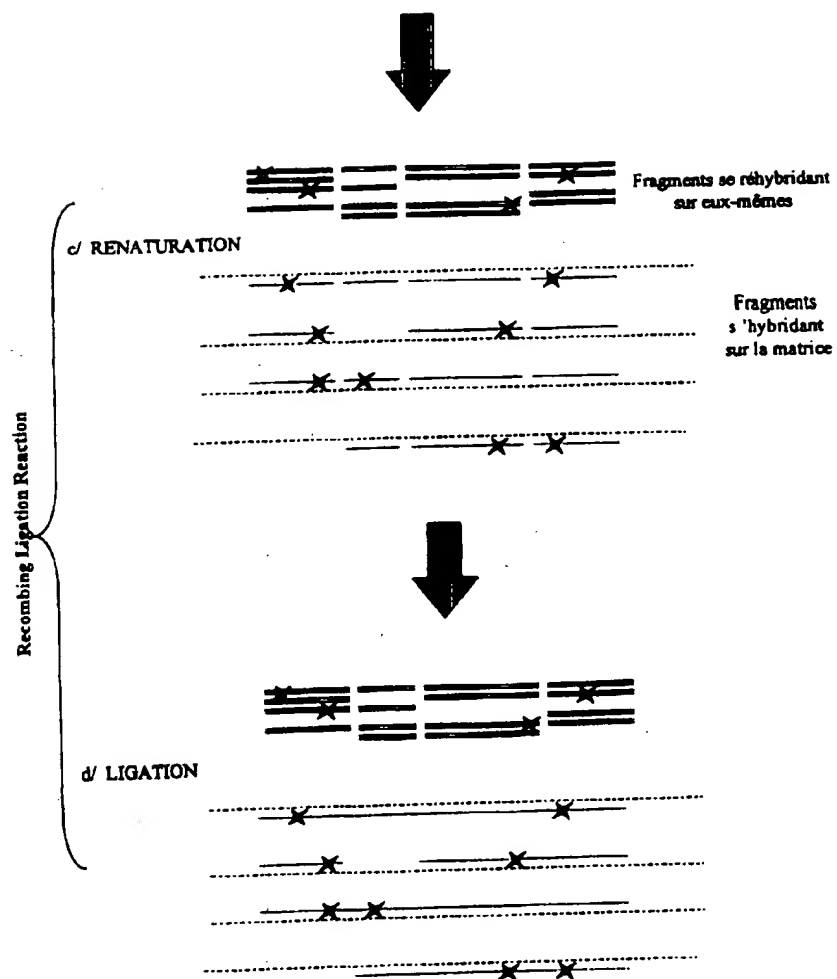 Fragments se réhybridant
sur eux-mêmes
c/ RENATURATION
Fragments
s 'hybridant
sur la matrice
Recombing Ligation Reaction
d/ LIGATION